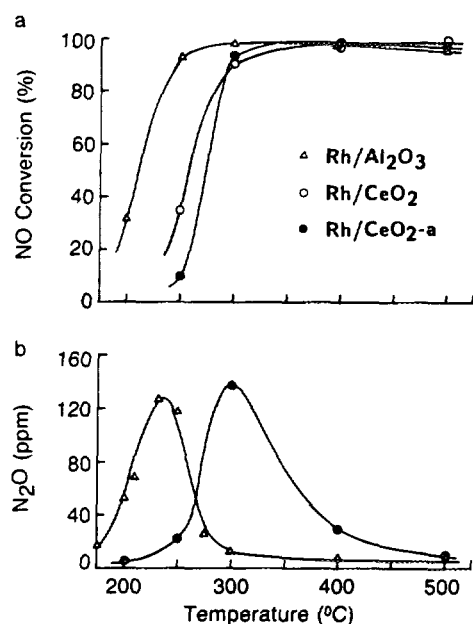 a
NO Conversion (%)
100
80
60
40
20
0
Rh/Al₂O₃
Rh/CeO₂
Rh/CeO₂-a
b
N₂O (ppm)
160
120
80
40
0
200 300 400 500
Temperature (ºC)